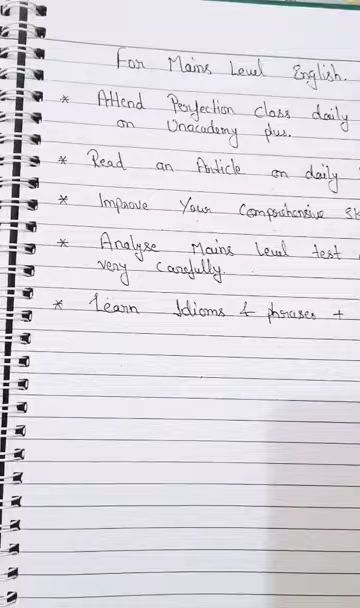 For Mains Level English.
* Attend Perfection class daily
on Unacademy plus.
* Read an Article on daily
* Improve Your Comprehensive
* Analyse Mains Level test
very carefully.
* Learn Idioms & phrases +